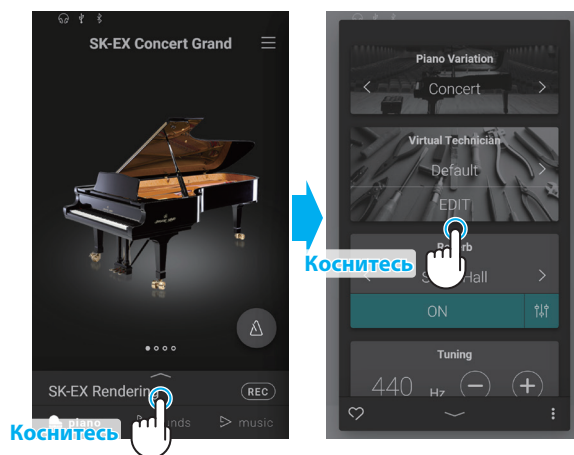 SK-EX Concert Grand
SK-EX Rendering
REC
piano
music
Коснитесь
Piano Variation
Concert
Virtual Technician
Default
EDIT
Коснитесь
Hall
ON
Tuning
440 Hz